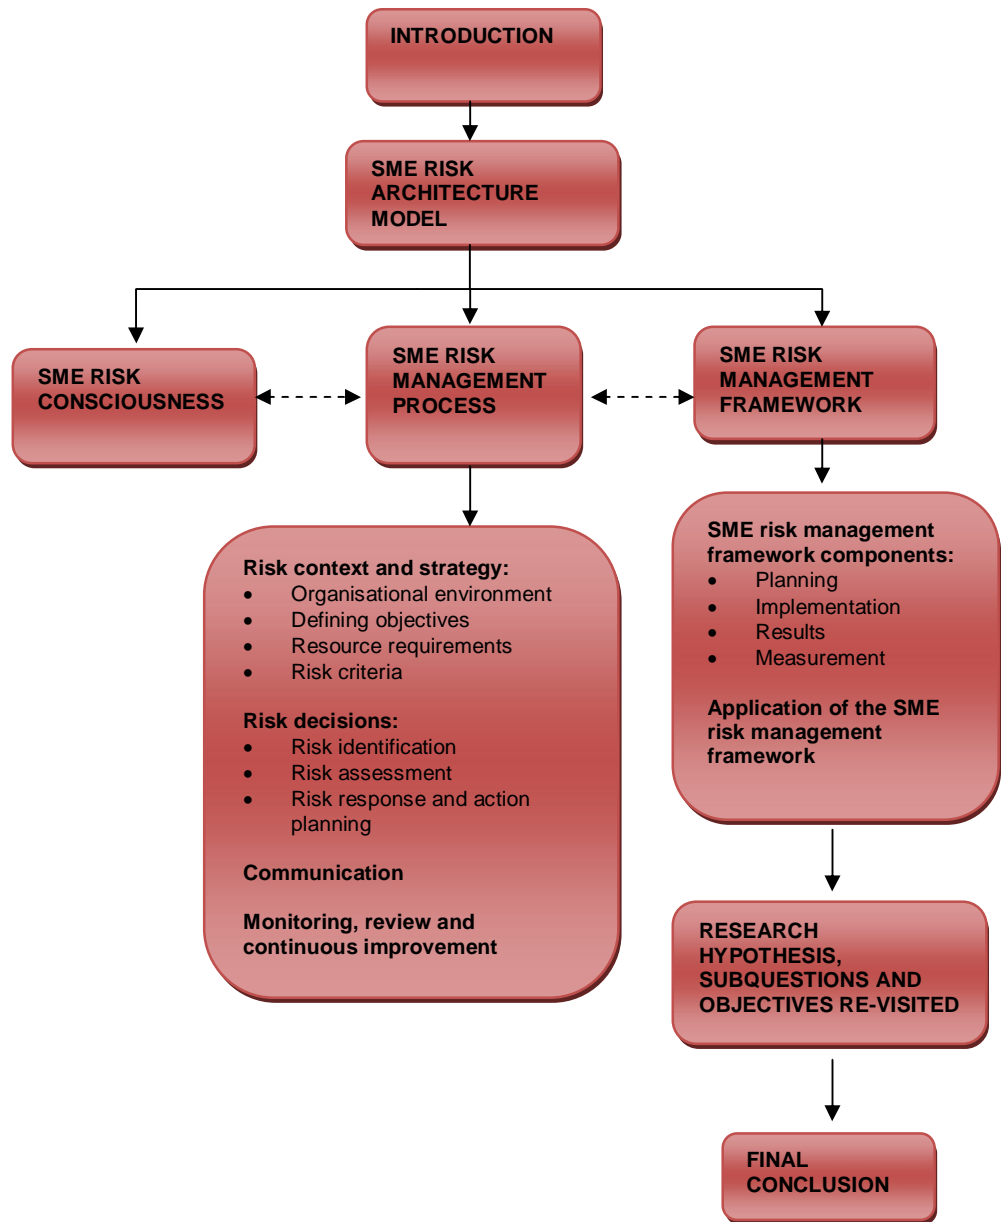 INTRODUCTION
SME RISK
ARCHITECTURE
MODEL
SME RISK
CONSCIOUSNESS
SME RISK
MANAGEMENT
PROCESS
SME RISK
MANAGEMENT
FRAMEWORK
Risk context and strategy:
• Organisational environment
• Defining objectives
• Resource requirements
• Risk criteria
Risk decisions:
• Risk identification
• Risk assessment
• Risk response and action
planning
Communication
Monitoring, review and
continuous improvement
SME risk management
framework components:
• Planning
• Implementation
• Results
• Measurement
Application of the SME
risk management
framework
RESEARCH
HYPOTHESIS,
SUBQUESTIONS AND
OBJECTIVES RE-VISITED
FINAL
CONCLUSION